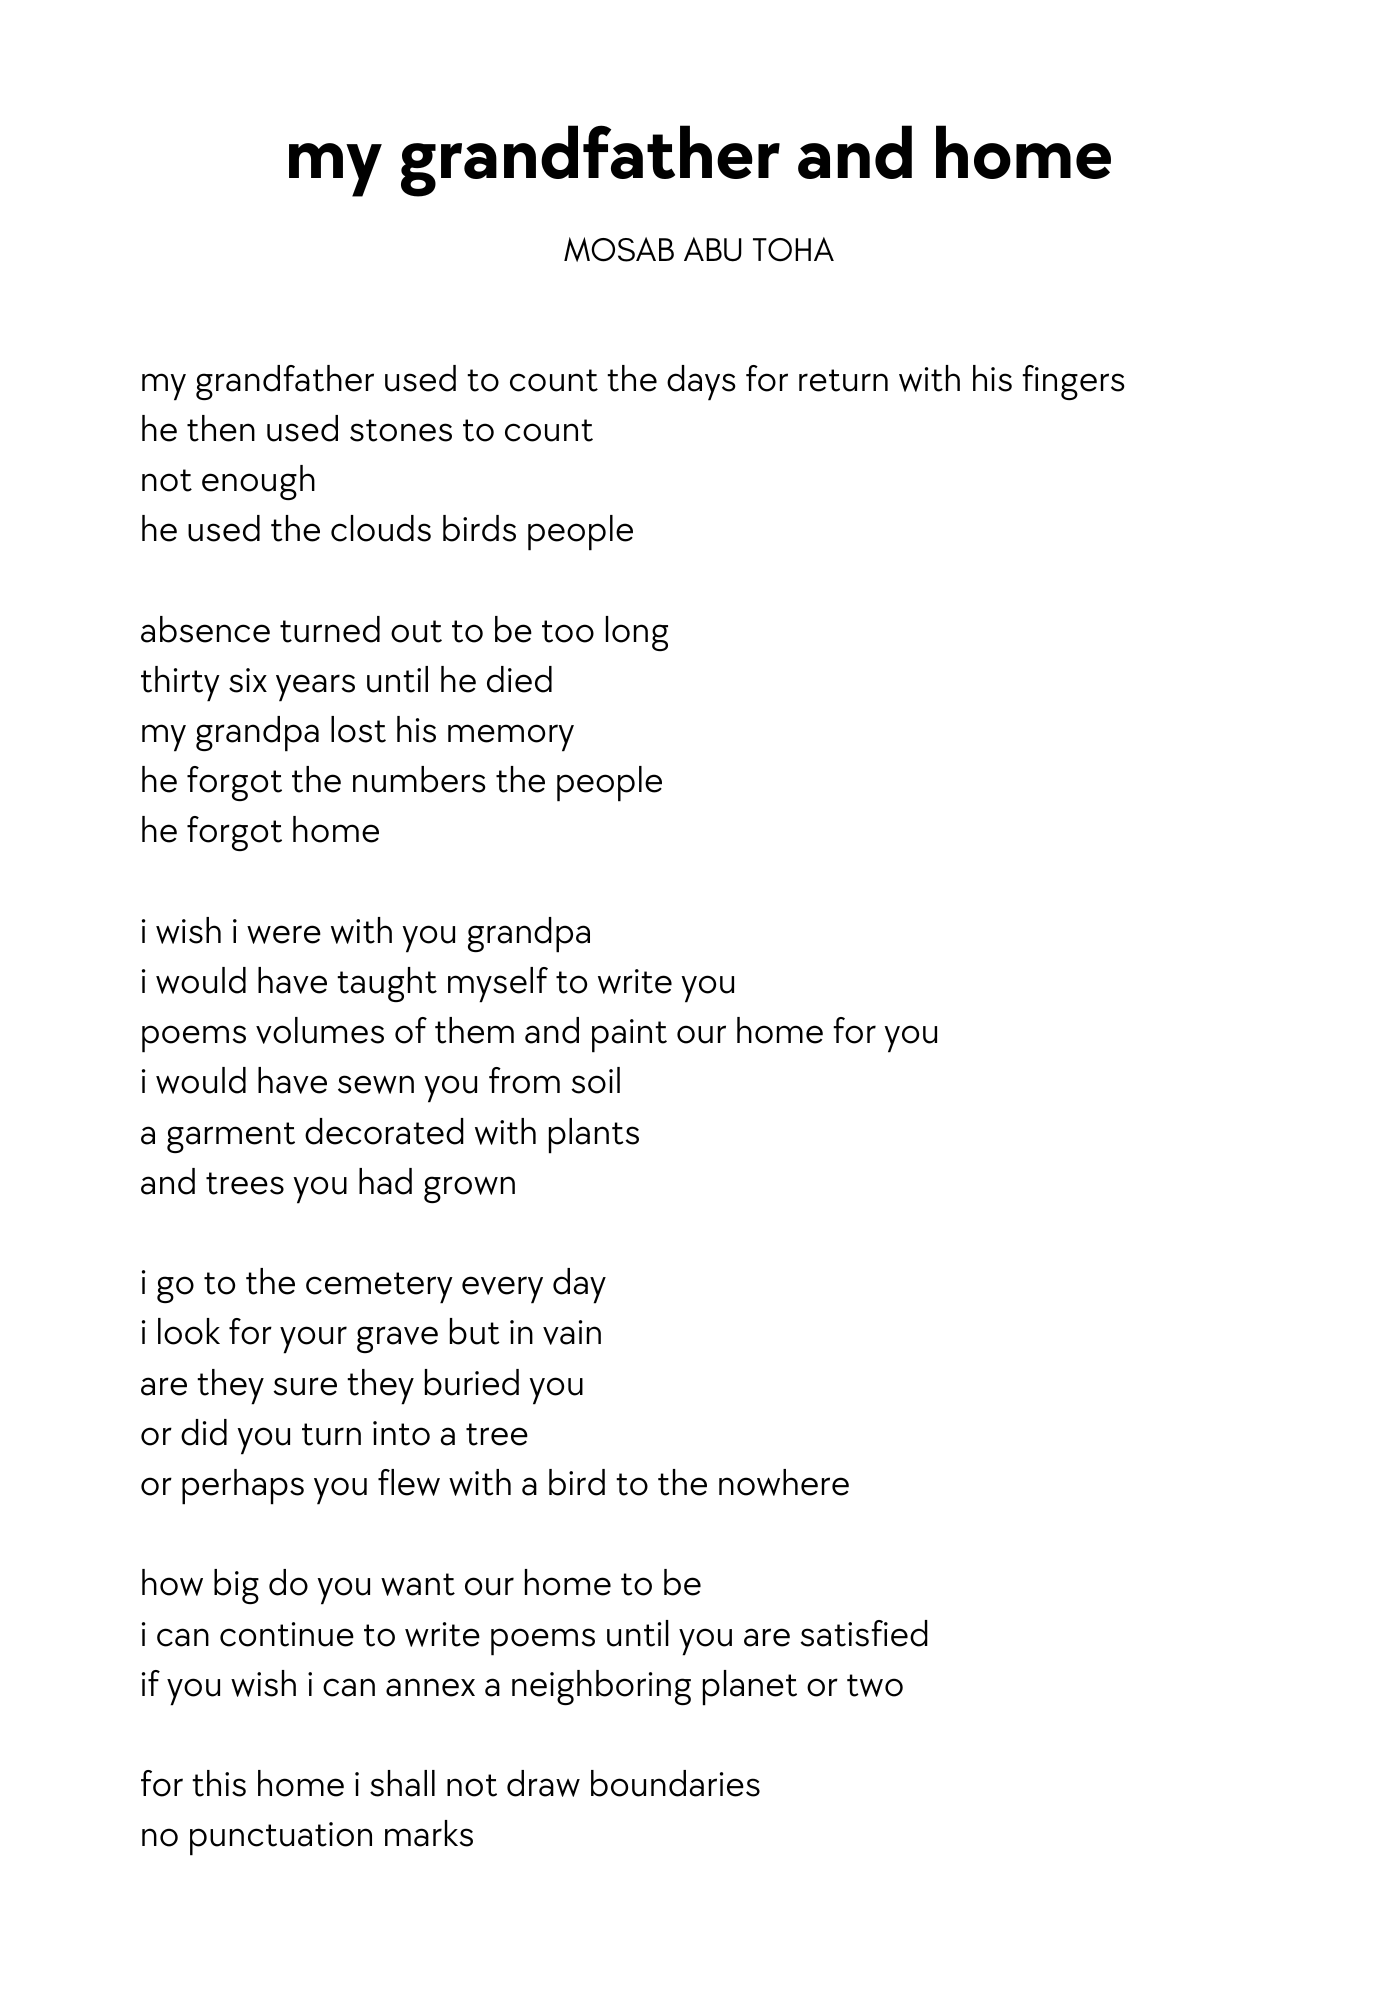 my grandfather and home
MOSAB ABU TOHA
my grandfather used to count the days for return with his fingers
he then used stones to count
not enough
he used the clouds birds people
absence turned out to be too long
thirty six years until he died
my grandpa lost his memory
he forgot the numbers the people
he forgot home
i wish i were with you grandpa
i would have taught myself to write you
poems volumes of them and paint our home for you
i would have sewn you from soil
a garment decorated with plants
and trees you had grown
i go to the cemetery every day
i look for your grave but in vain
are they sure they buried you
or did you turn into a tree
or perhaps you flew with a bird to the nowhere
how big do you want our home to be
i can continue to write poems until you are satisfied
if you wish i can annex a neighboring planet or two
for this home i shall not draw boundaries
no punctuation marks